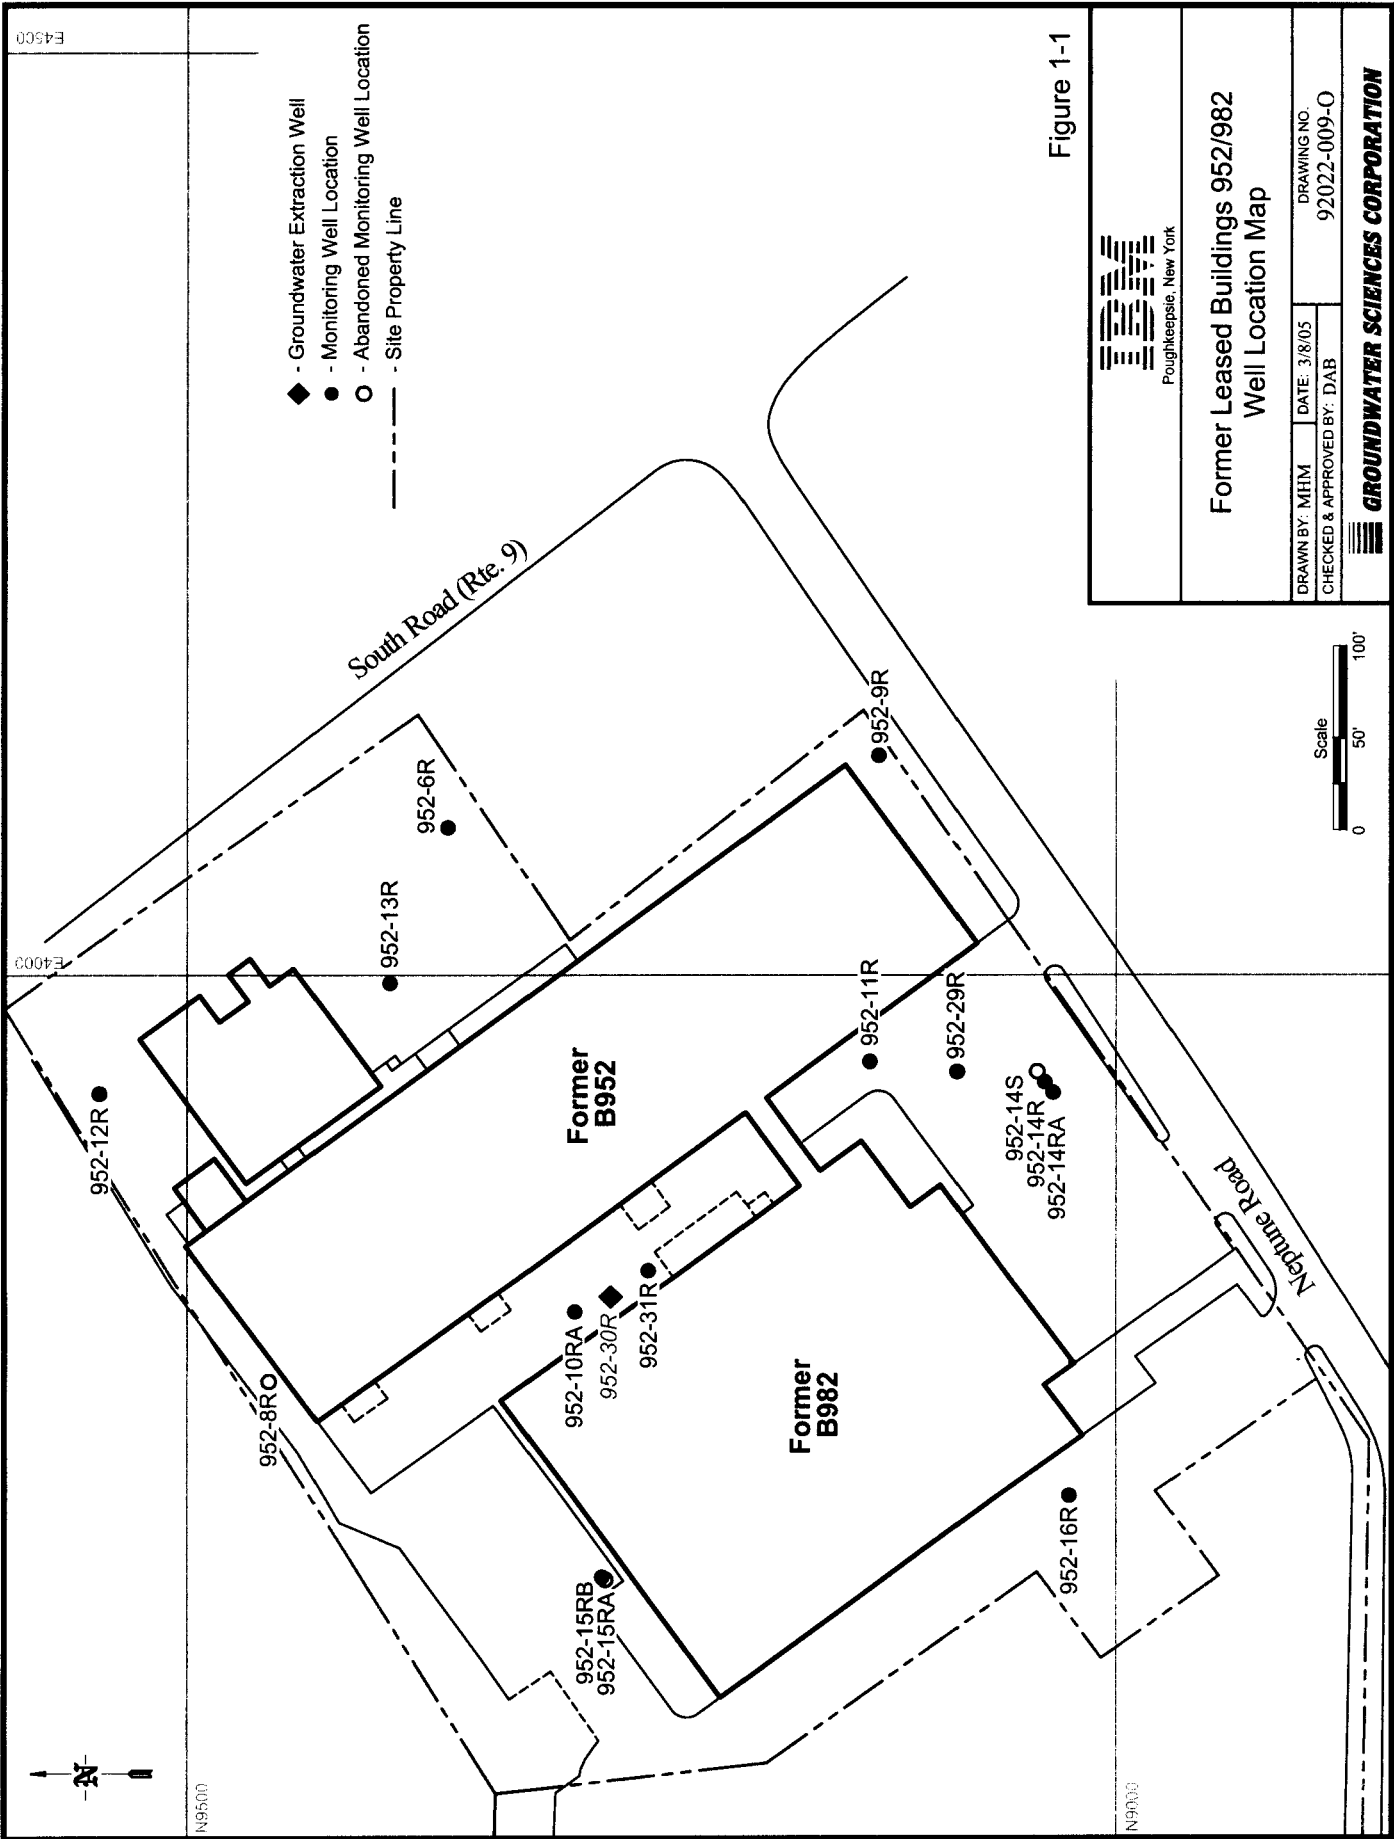 E4500
- Groundwater Extraction Well
- Monitoring Well Location
- Abandoned Monitoring Well Location
- Site Property Line
South Road (Rte. 9)
E4000
952-12R
952-13R
952-6R
952-9R
952-8R
Former
B952
952-11R
952-29R
952-14S
952-14R
952-14RA
952-10RA
952-30R
952-31R
Former
B982
952-15RB
952-15RA
952-16R
Neptune Road
N
N9500
N9000
Scale
0 50' 100'
Figure 1-1
IBM
Poughkeepsie, New York
Former Leased Buildings 952/982
Well Location Map
DRAWN BY: MHM
DATE: 3/8/05
DRAWING NO.
92022-009-O
CHECKED & APPROVED BY: DAB
GROUNDWATER SCIENCES CORPORATION